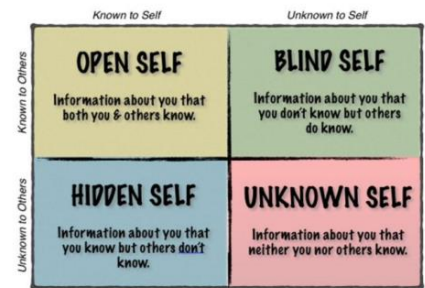 Known to Self
Unknown to Self
Known to Others
OPEN SELF
Information about you that
both you & others know.
BLIND SELF
Information about you that
you don't know but others
do know.
Unknown to Others
HIDDEN SELF
Information about you that
you know but others don't
know.
UNKNOWN SELF
Information about you that
neither you nor others know.